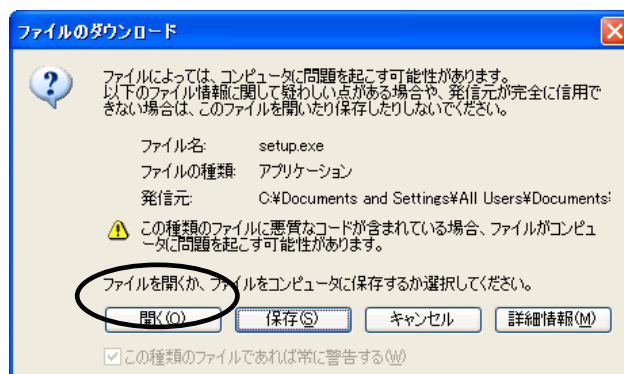 ファイルのダウンロード
ファイルによっては、コンピュータに問題を起こす可能性があります。
以下のファイル情報に関して疑わしい点がある場合や、発信元が完全に信用で
きない場合は、このファイルを開いたり保存したりしないでください。
ファイル名: setup.exe
ファイルの種類: アプリケーション
発信元: C:¥Documents and Settings¥All Users¥Documents
この種類のファイルに悪質なコードが含まれている場合、ファイルがコンピュ
ータに問題を起こす可能性があります。
ファイルを開くか、ファイルをコンピュータに保存するか選択してください。
開く(O) 保存(S) キャンセル 詳細情報(M)
この種類のファイルであれば常に警告する(W)